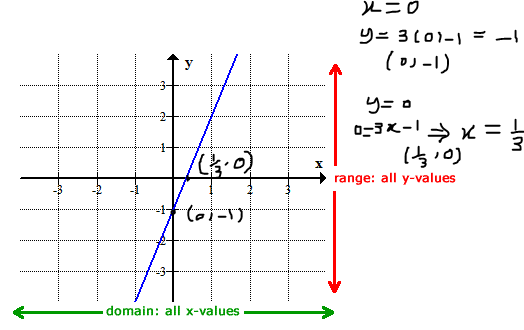 x = 0
y = 3(0)-1 = -1
(0, -1)
y = 0
0=3x-1 ⇒ x = 1/3
(1/3, 0)
y
3
2
1
(1/3, 0)
x
-3 -2 -1 1 2 3
range: all y-values
-1
(0, -1)
-2
-3
domain: all x-values